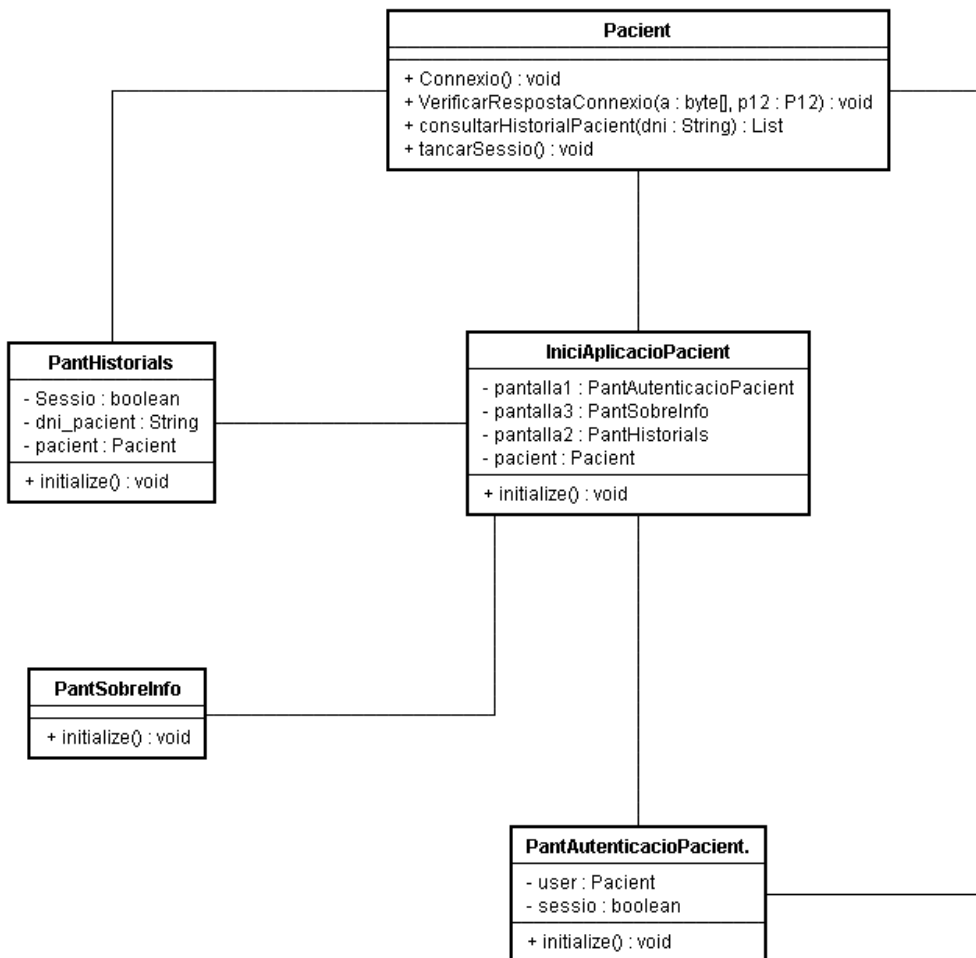 Pacient
+ Connexio() : void
+ VerificarRespostaConnexio(a : byte[], p12 : P12) : void
+ consultarHistorialPacient(dni : String) : List
+ tancarSessio() : void
PantHistorials
- Sessio : boolean
- dni_pacient : String
- pacient : Pacient
+ initialize() : void
IniciAplicacioPacient
- pantalla1 : PantAutenticacioPacient
- pantalla3 : PantSobreInfo
- pantalla2 : PantHistorials
- pacient : Pacient
+ initialize() : void
PantSobreInfo
+ initialize() : void
PantAutenticacioPacient.
- user : Pacient
- sessio : boolean
+ initialize() : void